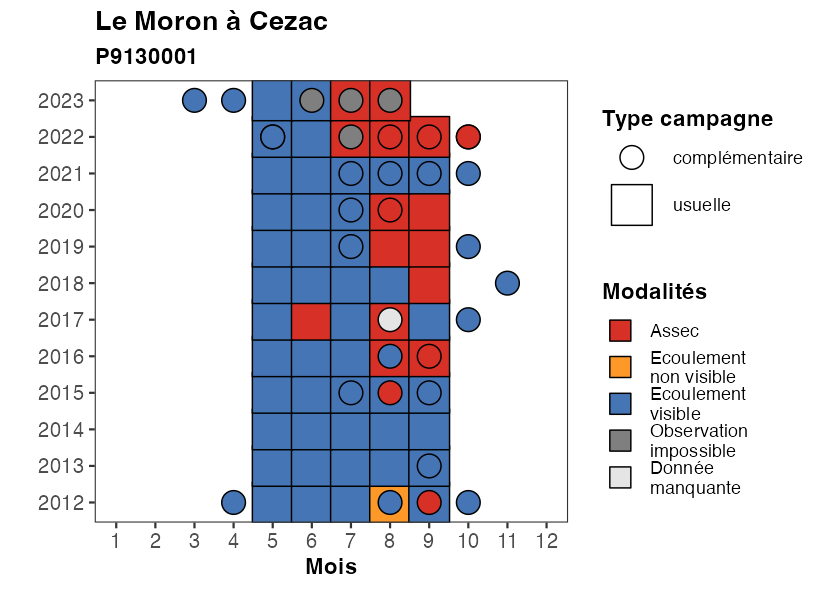 Le Moron à Cezac
P9130001
2023
2022
2021
2020
2019
2018
2017
2016
2015
2014
2013
2012
1 2 3 4 5 6 7 8 9 10 11 12
Mois
Type campagne
complémentaire
usuelle
Modalités
Assec
Ecoulement
non visible
Ecoulement
visible
Observation
impossible
Donnée
manquante